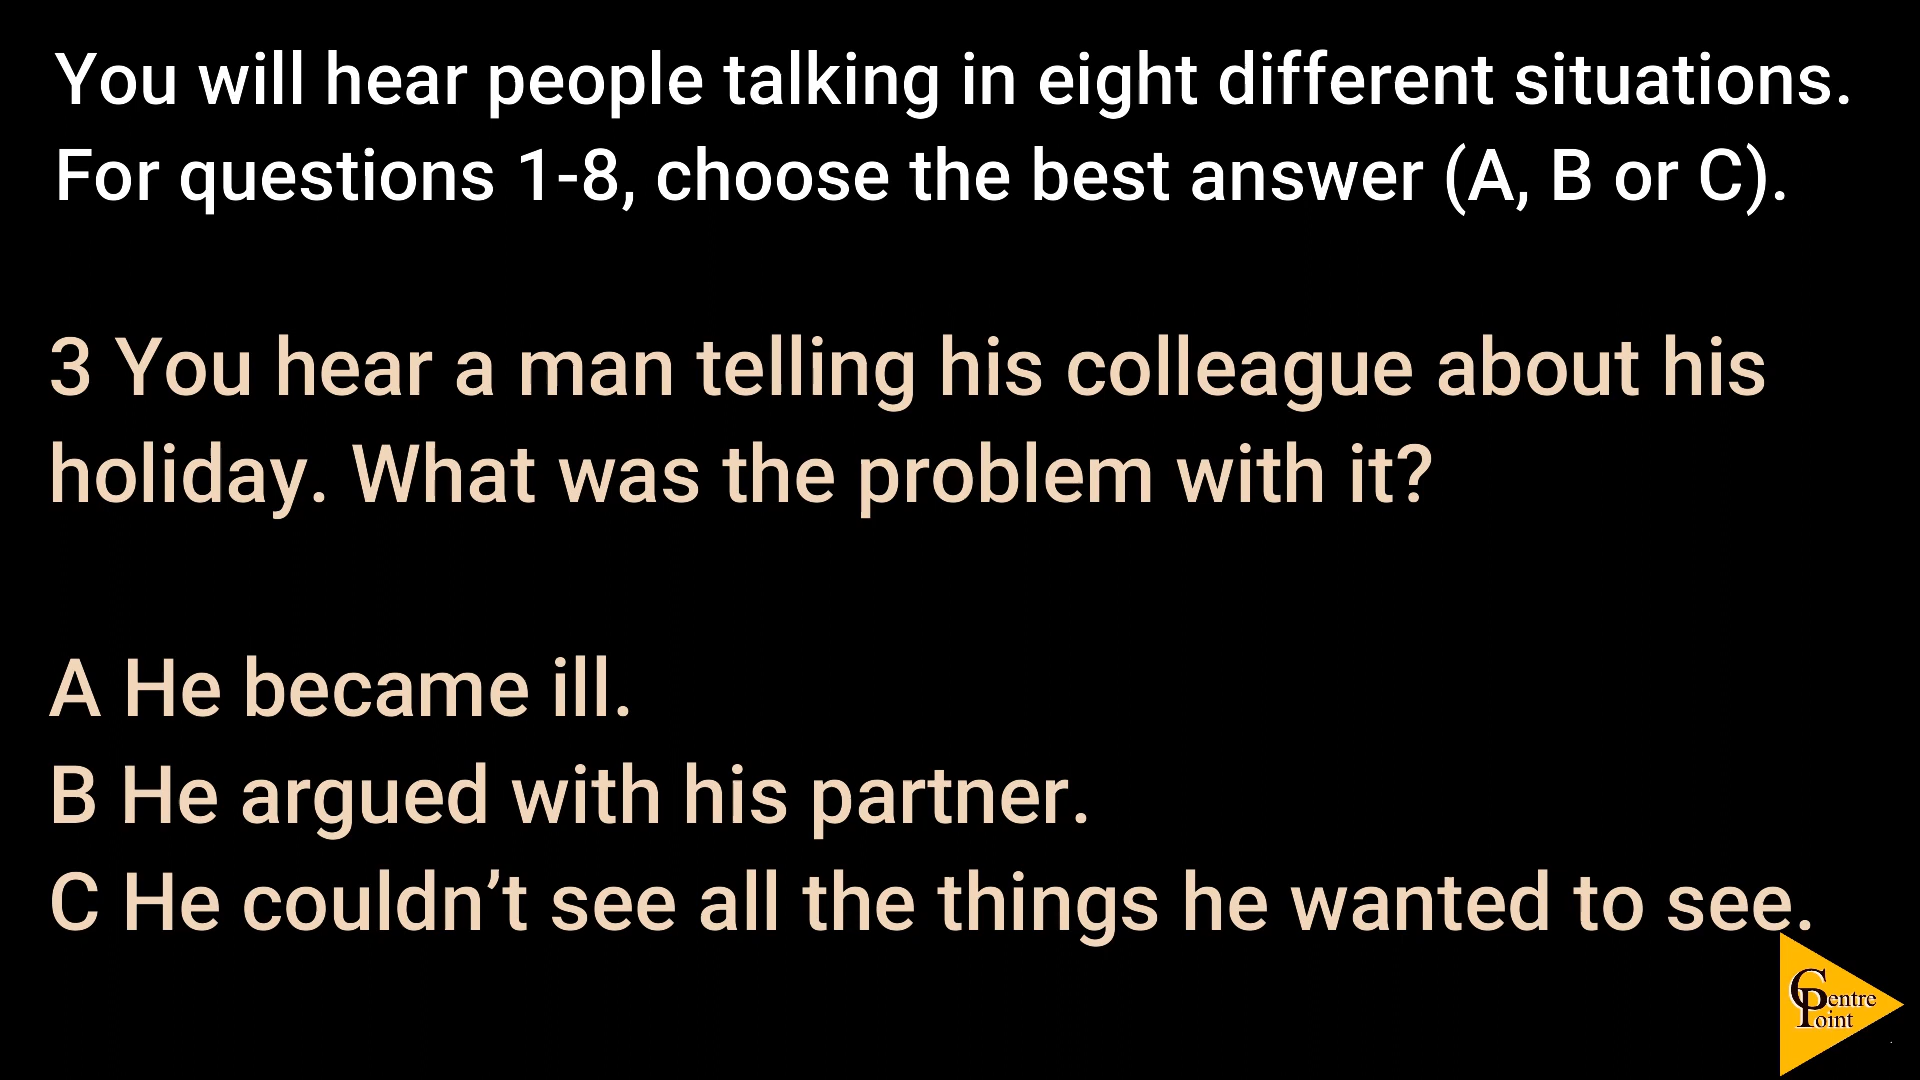 You will hear people talking in eight different situations.
For questions 1-8, choose the best answer (A, B or C).
3 You hear a man telling his colleague about his
holiday. What was the problem with it?
A He became ill.
B He argued with his partner.
C He couldn’t see all the things he wanted to see.
Centre
Point